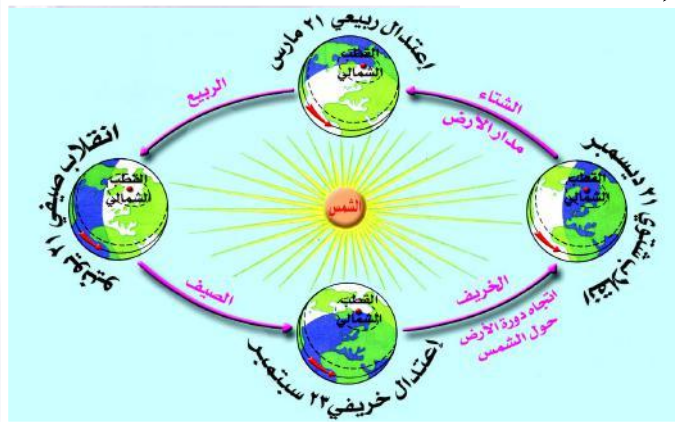 إعتدال ربيعي ٢١ مارس
القطب
الشمالي
الربيع
الشتاء
مدار الأرض
انقلاب صيفي ٢١ يونيو
القطب
الشمالي
الشمس
القطب
الشمالي
انقلاب شتوي ٢١ ديسمبر
الصيف
الخريف
اتجاه دورة الأرض
حول الشمس
القطب
الشمالي
إعتدال خريفي ٢٣ سبتمبر